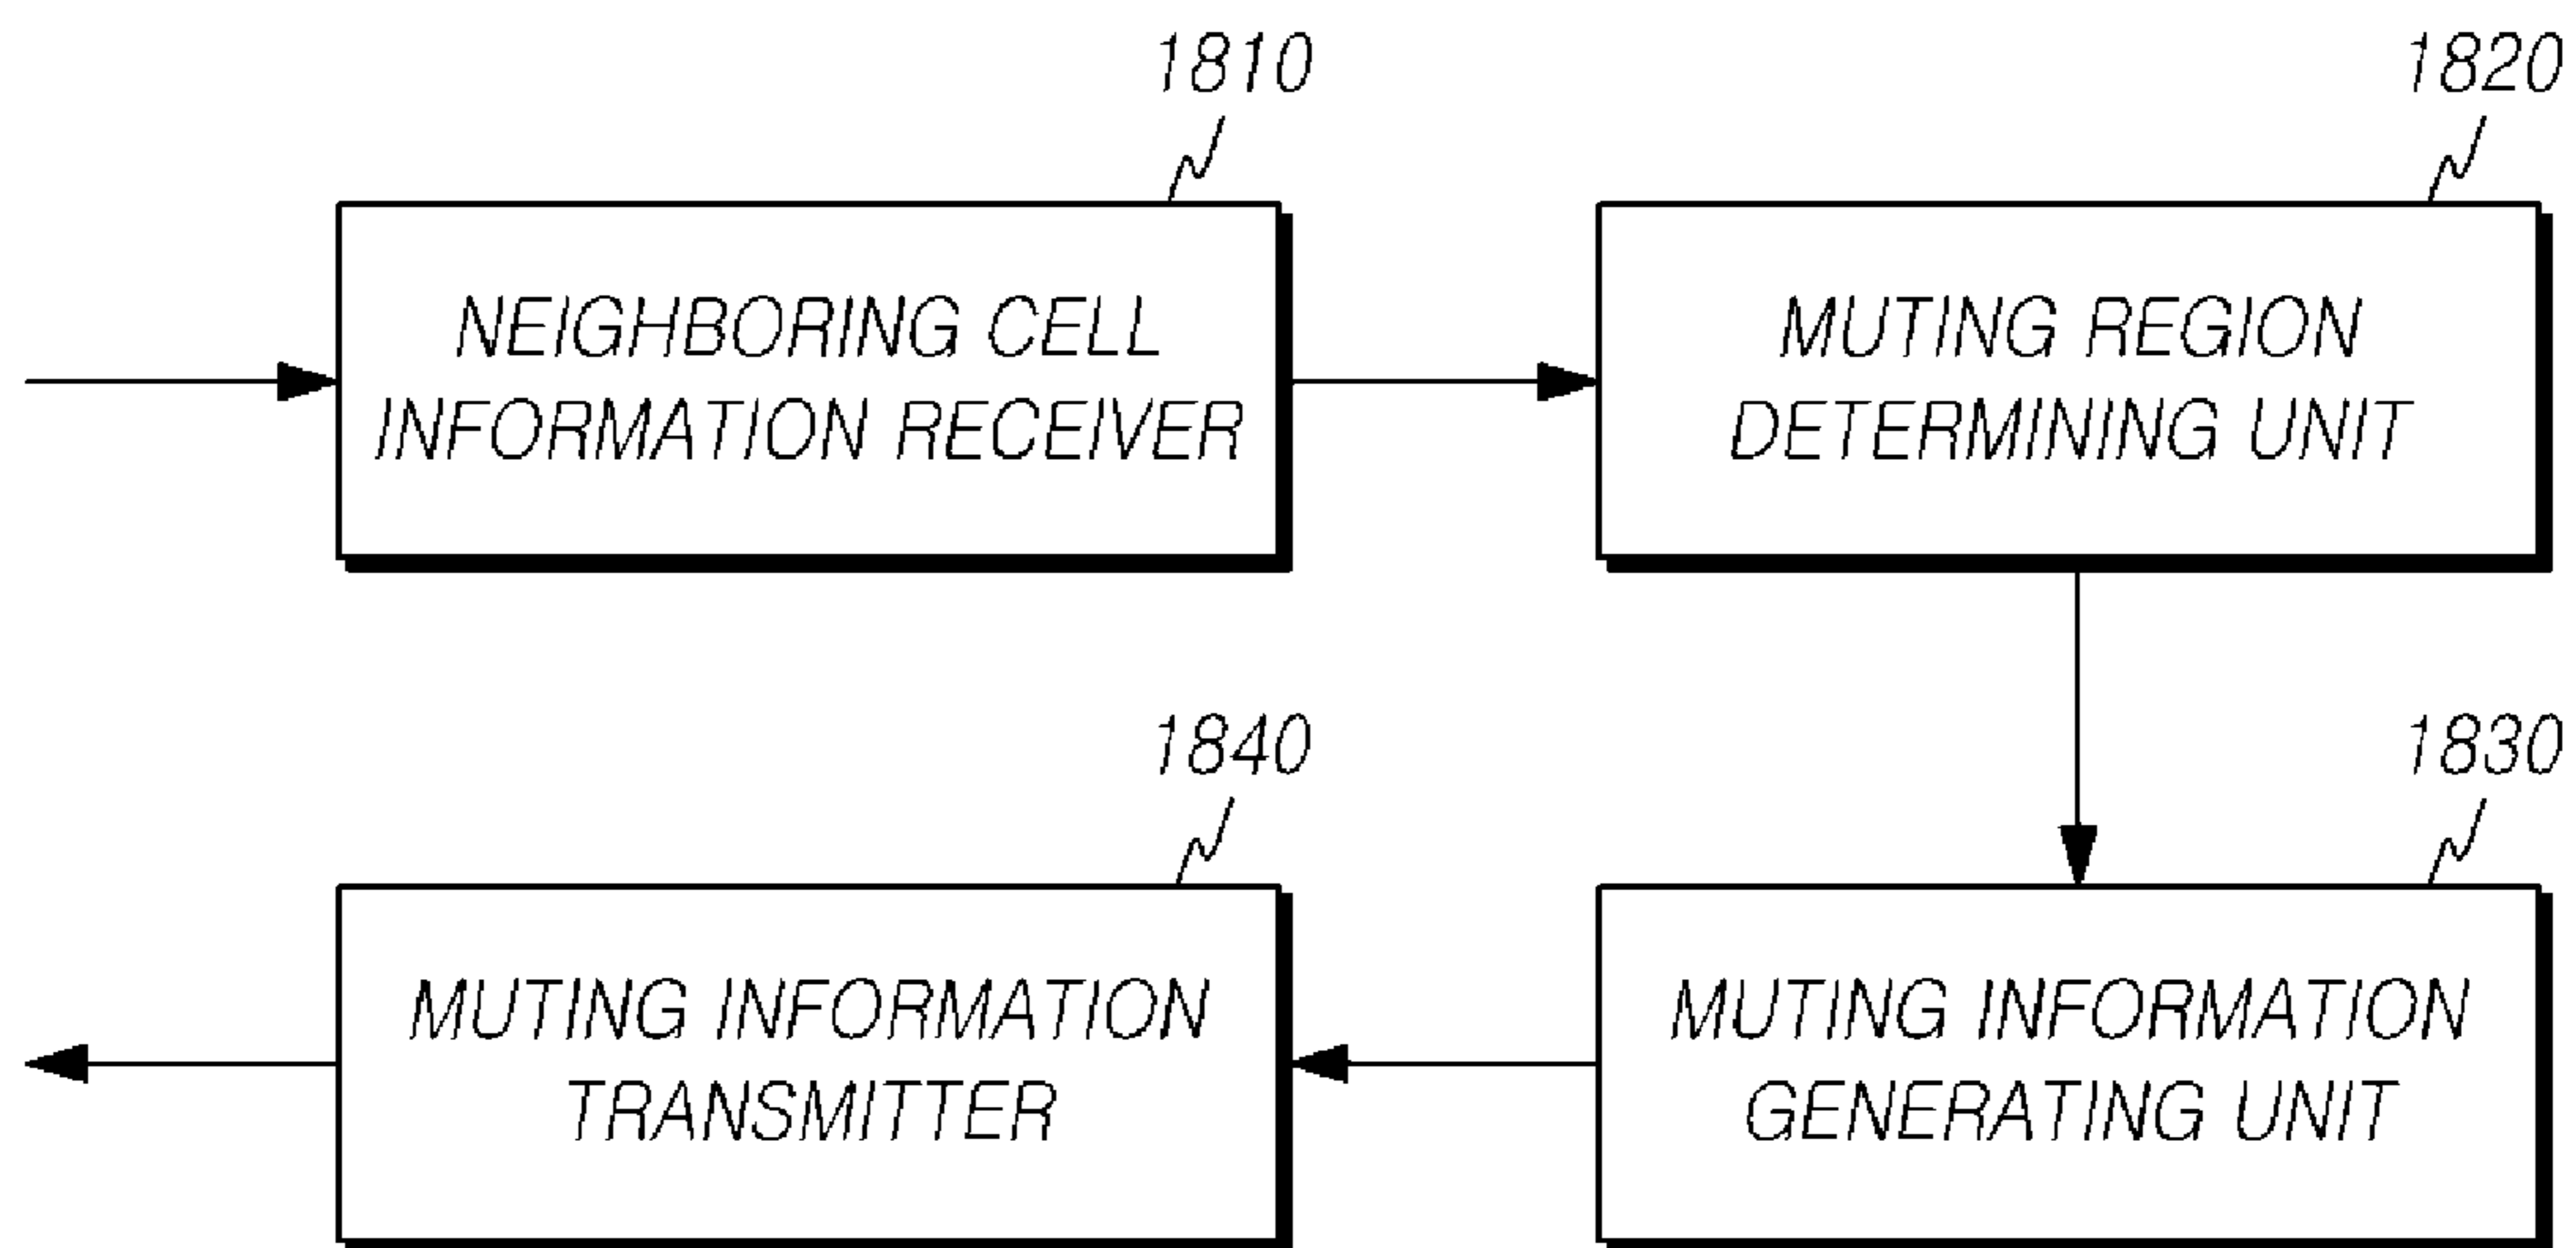 1810
1820
NEIGHBORING CELL
INFORMATION RECEIVER
MUTING REGION
DETERMINING UNIT
1840
1830
MUTING INFORMATION
TRANSMITTER
MUTING INFORMATION
GENERATING UNIT